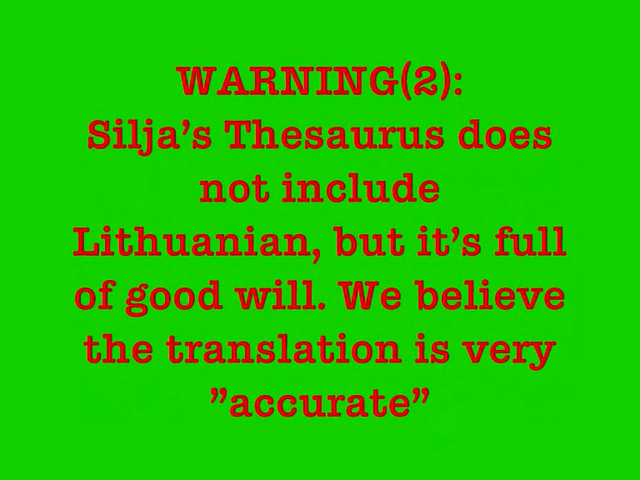 WARNING(2):
Silja’s Thesaurus does
not include
Lithuanian, but it’s full
of good will. We believe
the translation is very
”accurate”